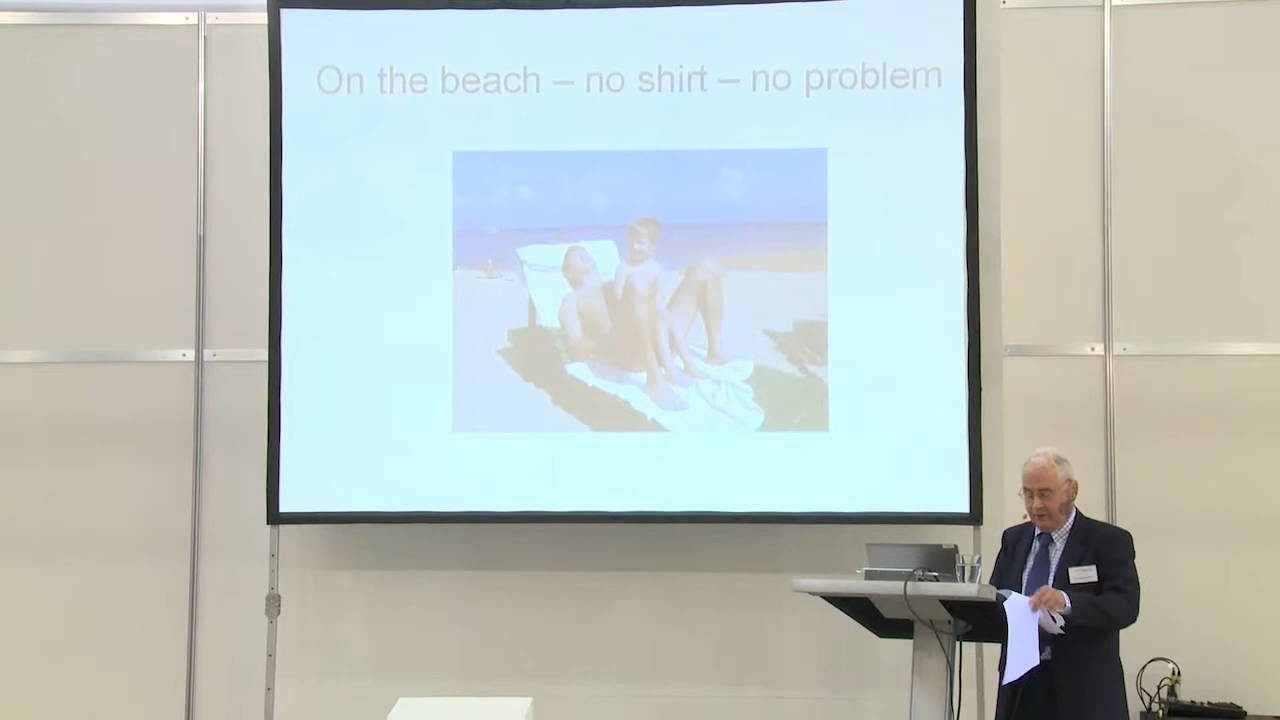 On the beach – no shirt – no problem